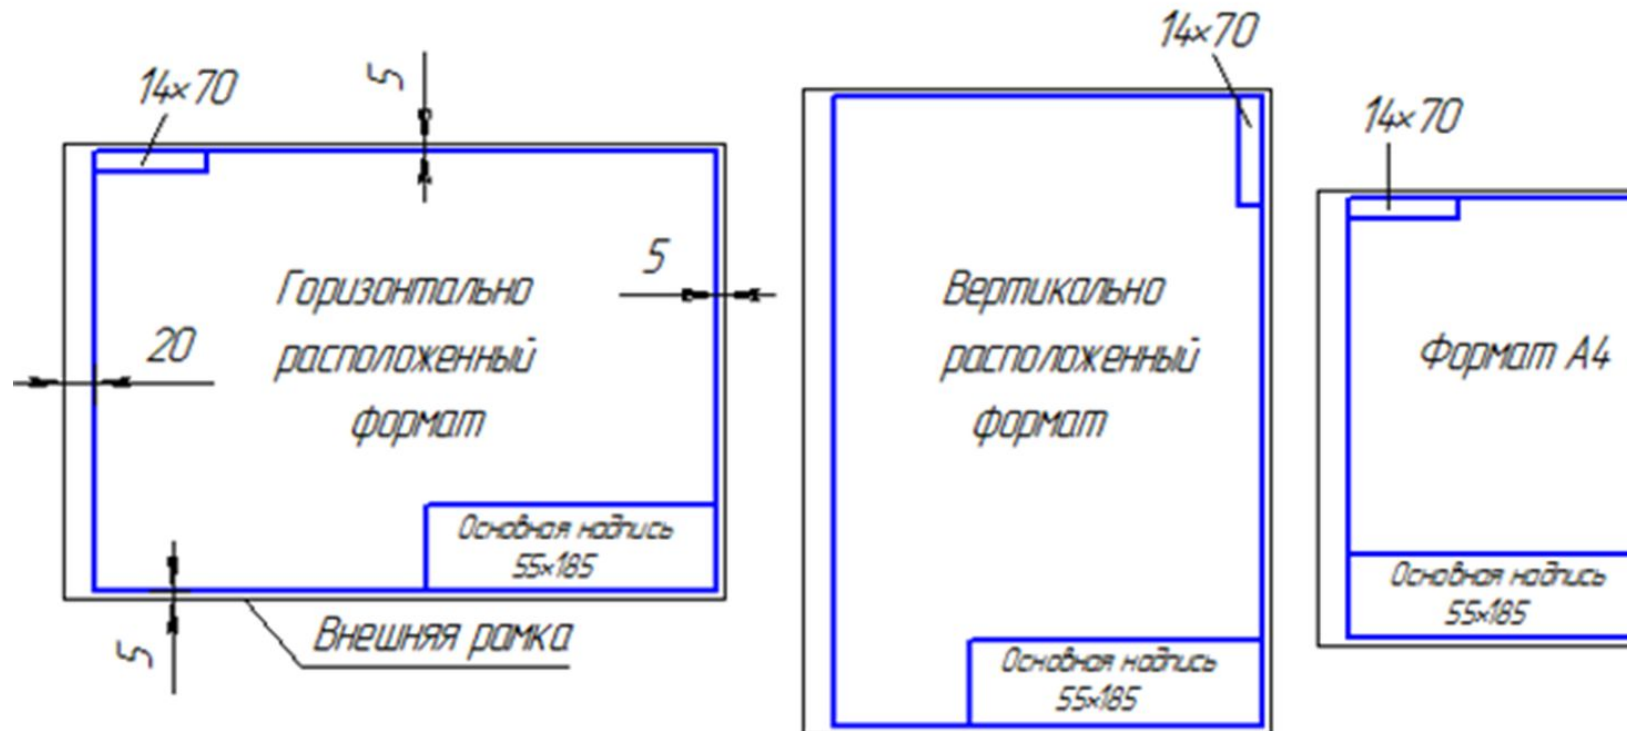 14×70
5
Горизонтально
расположенный
формат
5
20
Основная надпись
55×185
5
Внешняя рамка
14×70
Вертикально
расположенный
формат
Основная надпись
55×185
14×70
Формат А4
Основная надпись
55×185